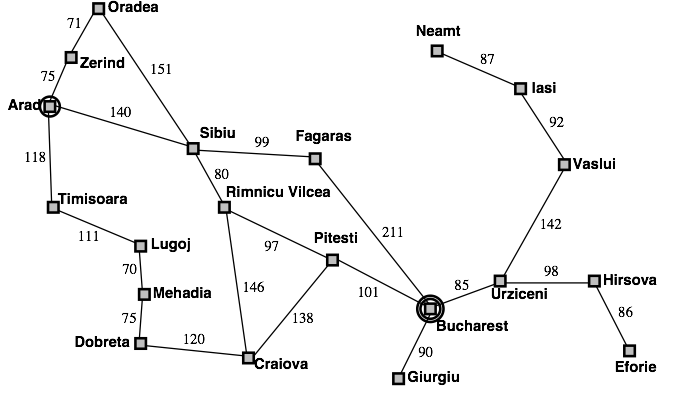 Oradea
71
Neamt
Zerind
87
75
151
Iasi
Arad
140
92
Sibiu
99
Fagaras
118
80
Vaslui
Timisoara
Rimnicu Vilcea
142
111
97
Pitesti
211
Lugoj
70
98
Mehadia
146
101
85
Urziceni
Hirsova
75
138
86
Bucharest
Dobreta
120
90
Craiova
Eforie
Giurgiu